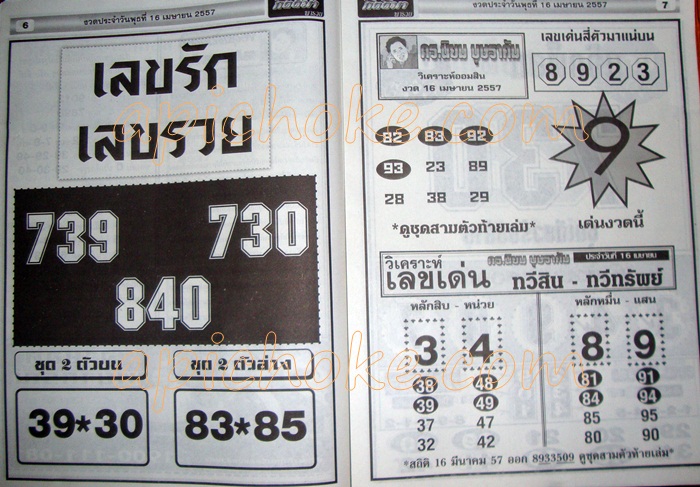 6
งวดประจำวันพุธที่ 16 เมษายน 2557
เลขรัก
เลขรวย
739
730
840
ชุด 2 ตัวบน
ชุด 2 ตัวล่าง
39*30
83*85
งวดประจำวันพุธที่ 16 เมษายน 2557
7
วิเคราะห์ออมสิน
งวด 16 เมษายน 2557
เลขเด่นสี่ตัวมาแน่บน
8 9 2 3
82 83 92
93 23 89
28 38 29
9
*ดูชุดสามตัวท้ายเล่ม*
เด่นงวดนี้
วิเคราะห์
ประจำวันที่ 16 เมษายน
เลขเด่น
ทวีสิน - ทวีทรัพย์
หลักสิบ - หน่วย
หลักหมื่น - แสน
3 4
8 9
38 48
81 91
39 49
84 94
37 47
85 95
32 42
80 90
*สถิติ 16 มีนาคม 57 ออก 8933509 ดูชุดสามตัวท้ายเล่ม*
apichoke.com
apichoke.com
apichoke.com